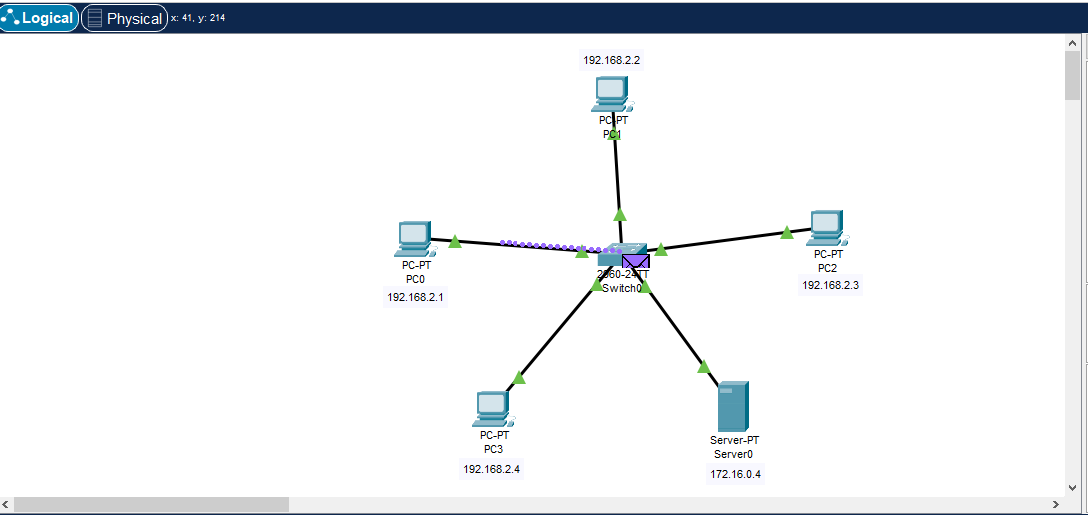 Logical
Physical
x: 41, y: 214
192.168.2.2
PC-PT
PC1
PC-PT
PC0
192.168.2.1
PC-PT
PC2
192.168.2.3
2960-24TT
Switch0
PC-PT
PC3
192.168.2.4
Server-PT
Server0
172.16.0.4